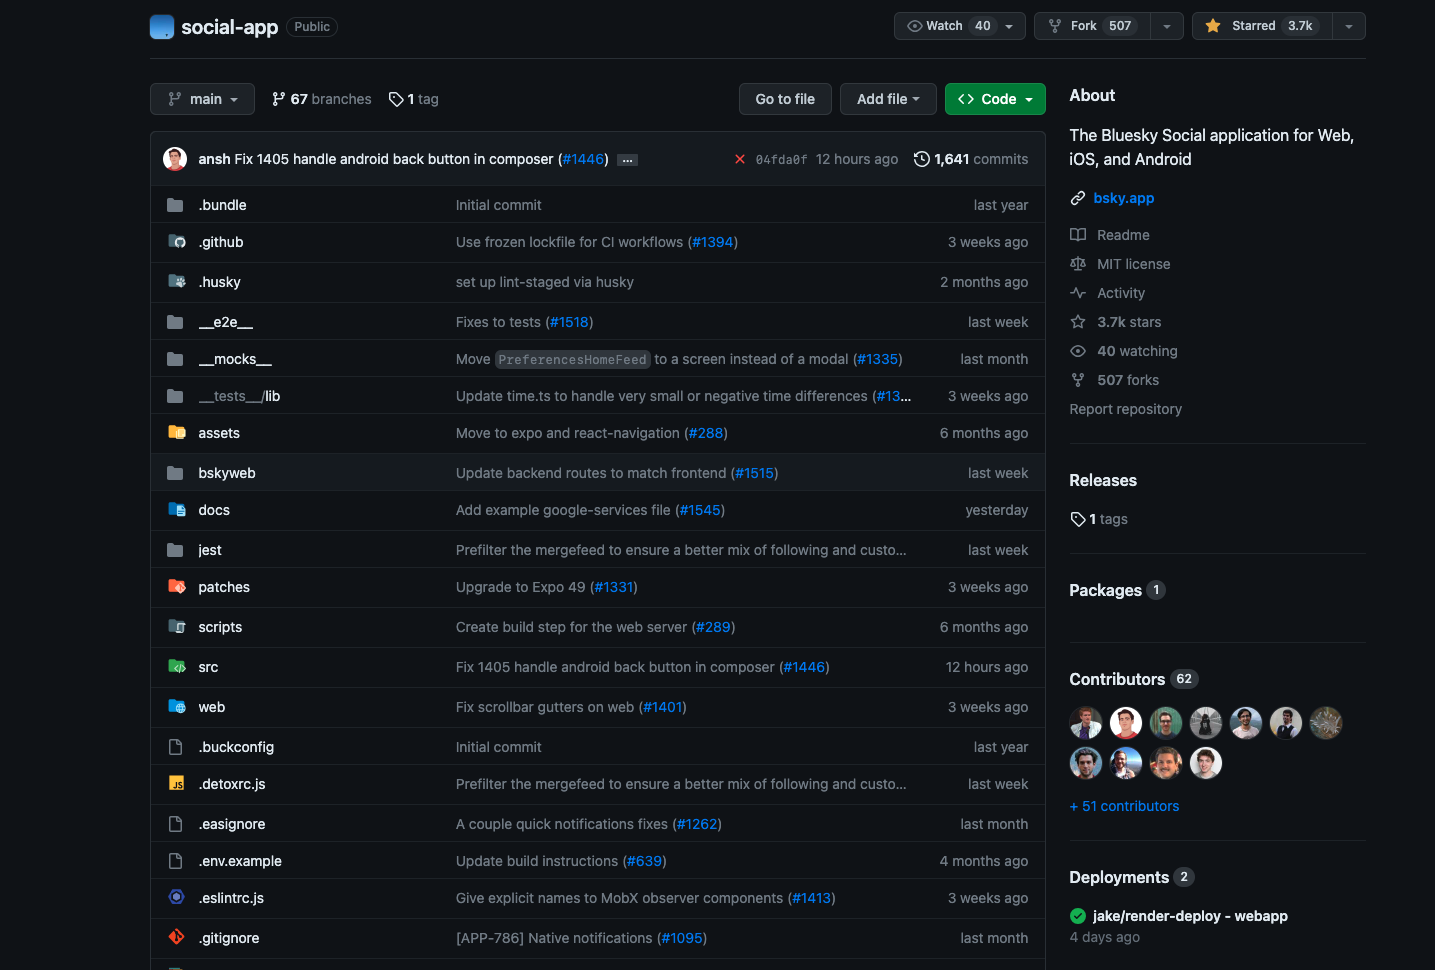 social-app Public Watch 40 Fork 507 Starred 3.7k
main 67 branches 1 tag Go to file Add file Code
ansh Fix 1405 handle android back button in composer (#1446) ... 04fda0f 12 hours ago 1,641 commits
.bundle Initial commit last year
.github Use frozen lockfile for CI workflows (#1394) 3 weeks ago
.husky set up lint-staged via husky 2 months ago
__e2e__ Fixes to tests (#1518) last week
__mocks__ Move PreferencesHomeFeed to a screen instead of a modal (#1335) last month
__tests__/lib Update time.ts to handle very small or negative time differences (#13... 3 weeks ago
assets Move to expo and react-navigation (#288) 6 months ago
bskyweb Update backend routes to match frontend (#1515) last week
docs Add example google-services file (#1545) yesterday
jest Prefilter the mergefeed to ensure a better mix of following and custo... last week
patches Upgrade to Expo 49 (#1331) 3 weeks ago
scripts Create build step for the web server (#289) 6 months ago
src Fix 1405 handle android back button in composer (#1446) 12 hours ago
web Fix scrollbar gutters on web (#1401) 3 weeks ago
.buckconfig Initial commit last year
.detoxrc.js Prefilter the mergefeed to ensure a better mix of following and custo... last week
.easignore A couple quick notifications fixes (#1262) last month
.env.example Update build instructions (#639) 4 months ago
.eslintrc.js Give explicit names to MobX observer components (#1413) 3 weeks ago
.gitignore [APP-786] Native notifications (#1095) last month
About
The Bluesky Social application for Web,
iOS, and Android
bsky.app
Readme
MIT license
Activity
3.7k stars
40 watching
507 forks
Report repository
Releases
1 tags
Packages 1
Contributors 62
+ 51 contributors
Deployments 2
jake/render-deploy - webapp
4 days ago